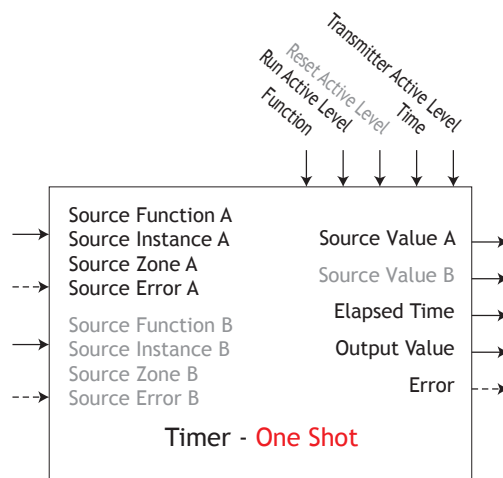 Function
Run Active Level
Reset Active Level
Time
Transmitter Active Level
Source Function A
Source Instance A
Source Zone A
Source Error A
Source Function B
Source Instance B
Source Zone B
Source Error B
Source Value A
Source Value B
Elapsed Time
Output Value
Error
Timer - One Shot